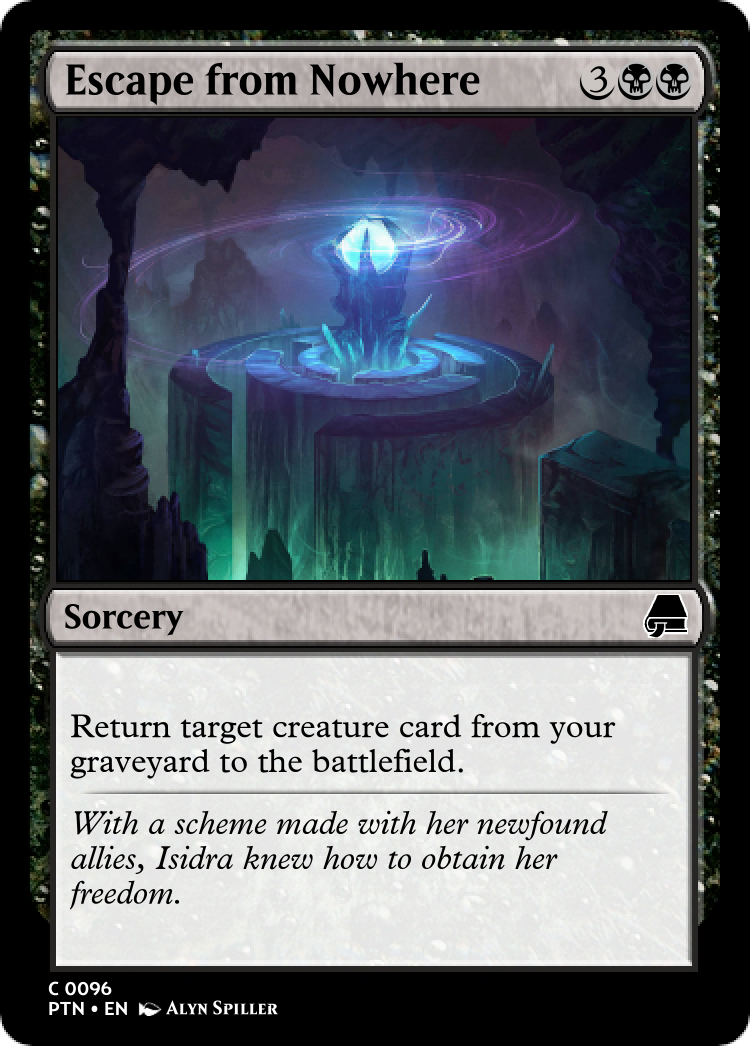 Escape from Nowhere 3
Sorcery
Return target creature card from your
graveyard to the battlefield.
With a scheme made with her newfound
allies, Isidra knew how to obtain her
freedom.
C 0096
PTN • EN ALYN SPILLER